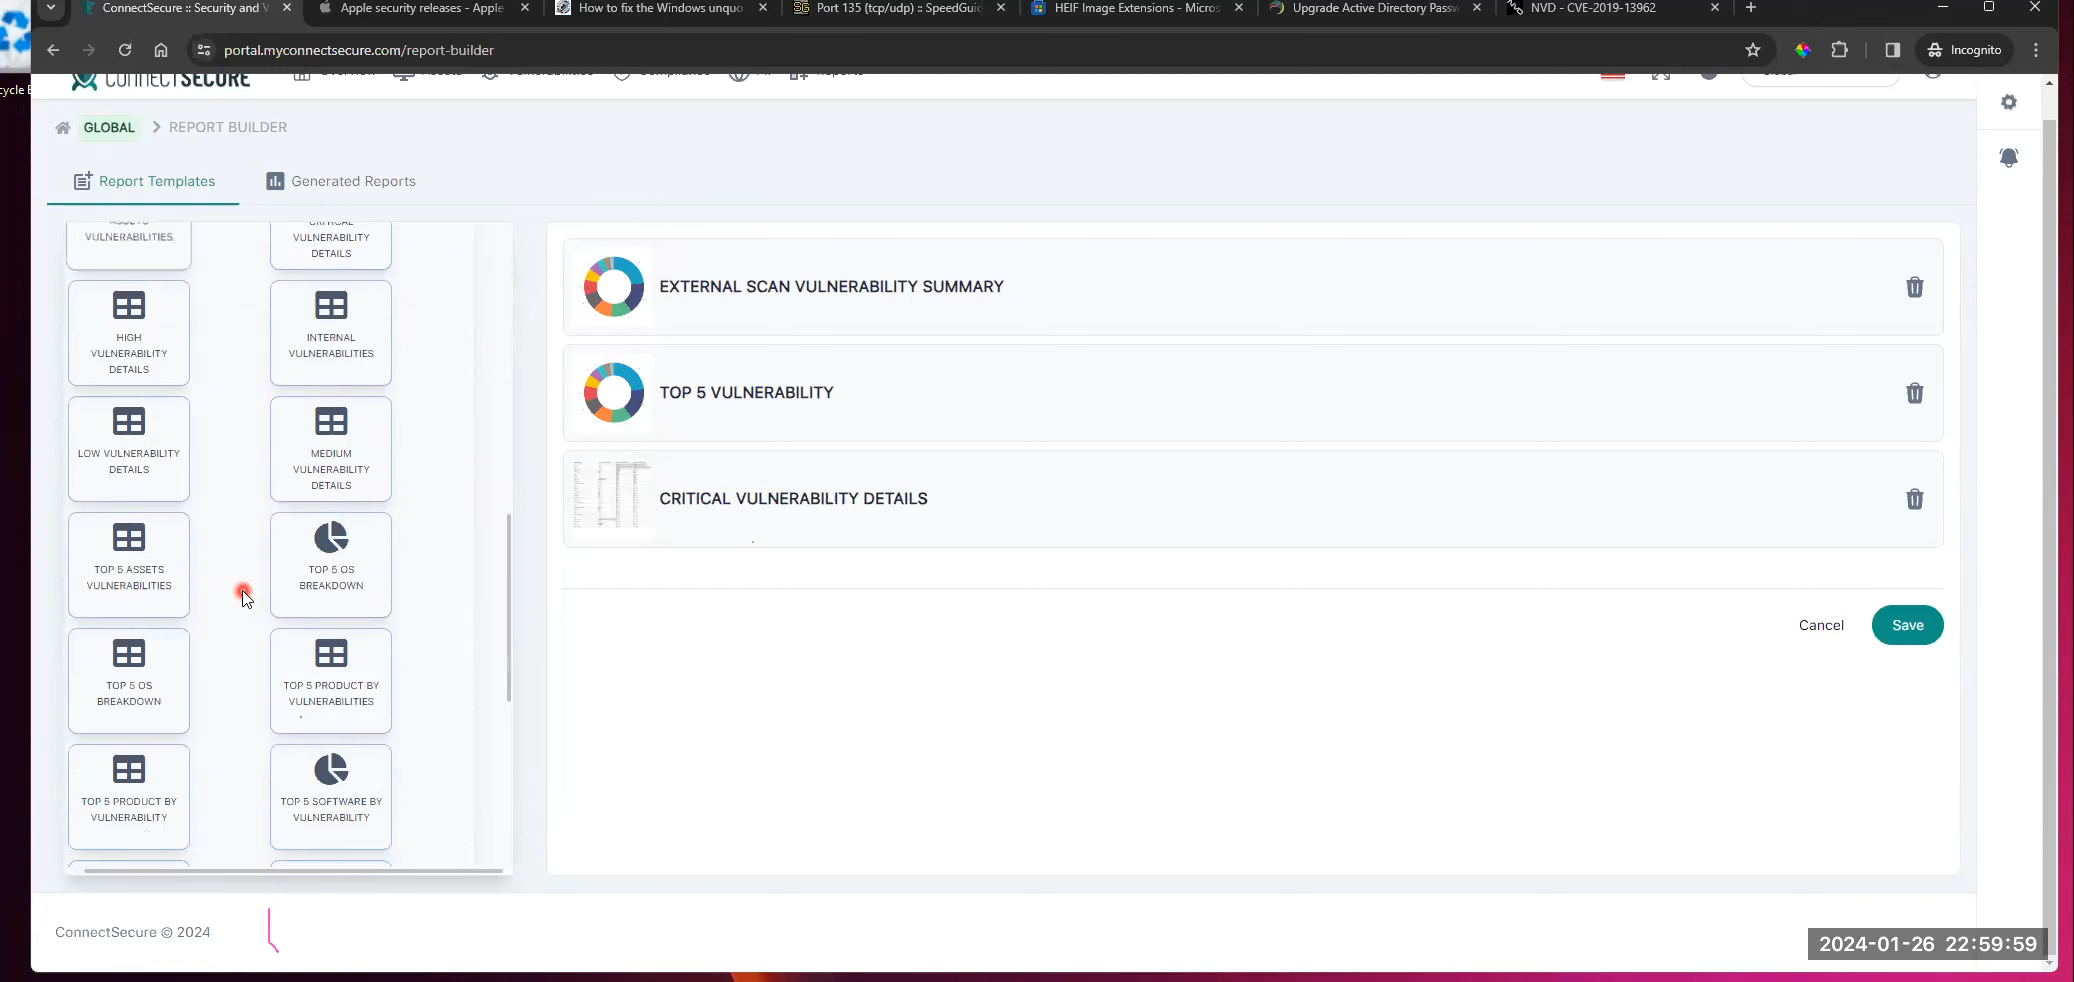 ConnectSecure :: Security and V
Apple security releases - Apple
How to fix the Windows unquo
Port 135 (tcp/udp) :: SpeedGuid
HEIF Image Extensions - Micros
Upgrade Active Directory Passw
NVD - CVE-2019-13962
portal.myconnectsecure.com/report-builder
Incognito
cycle
CONNECTSECURE
GLOBAL
REPORT BUILDER
Report Templates
Generated Reports
VULNERABILITIES
CRITICAL
VULNERABILITY
DETAILS
HIGH
VULNERABILITY
DETAILS
INTERNAL
VULNERABILITIES
LOW VULNERABILITY
DETAILS
MEDIUM
VULNERABILITY
DETAILS
TOP 5 ASSETS
VULNERABILITIES
TOP 5 OS
BREAKDOWN
TOP 5 OS
BREAKDOWN
TOP 5 PRODUCT BY
VULNERABILITIES
TOP 5 PRODUCT BY
VULNERABILITY
TOP 5 SOFTWARE BY
VULNERABILITY
EXTERNAL SCAN VULNERABILITY SUMMARY
TOP 5 VULNERABILITY
CRITICAL VULNERABILITY DETAILS
Cancel
Save
ConnectSecure © 2024
2024-01-26 22:59:59